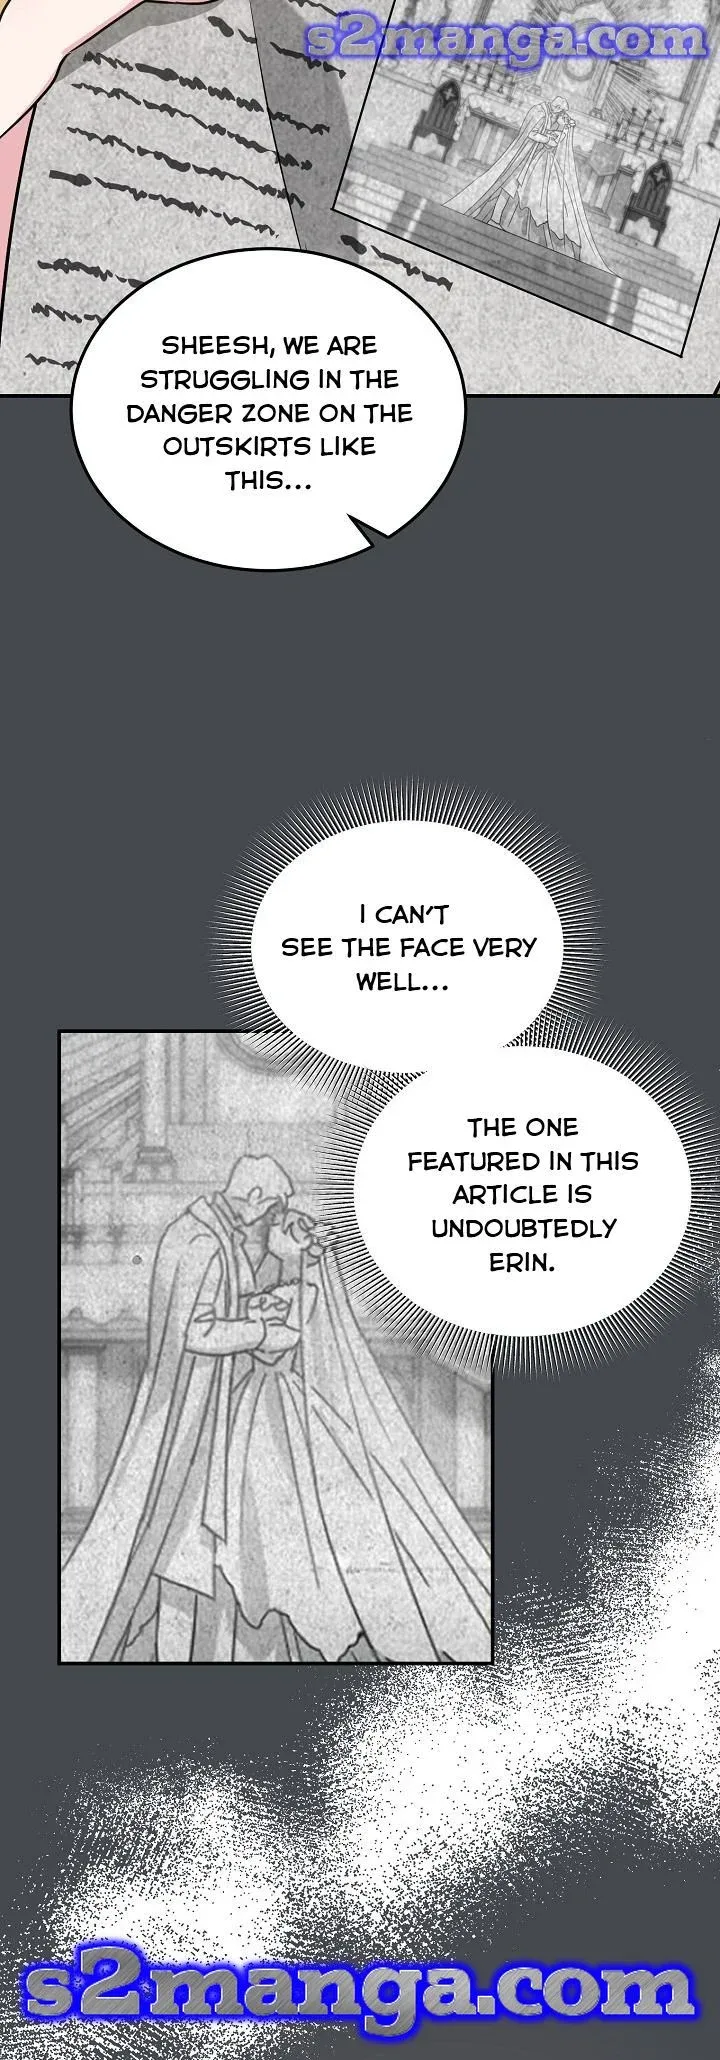 s2manga.com
SHEESH, WE ARE
STRUGGLING IN THE
DANGER ZONE ON THE
OUTSKIRTS LIKE
THIS...
I CAN'T
SEE THE FACE VERY
WELL...
THE ONE
FEATURED IN THIS
ARTICLE IS
UNDOUBTEDLY
ERIN.
s2manga.com